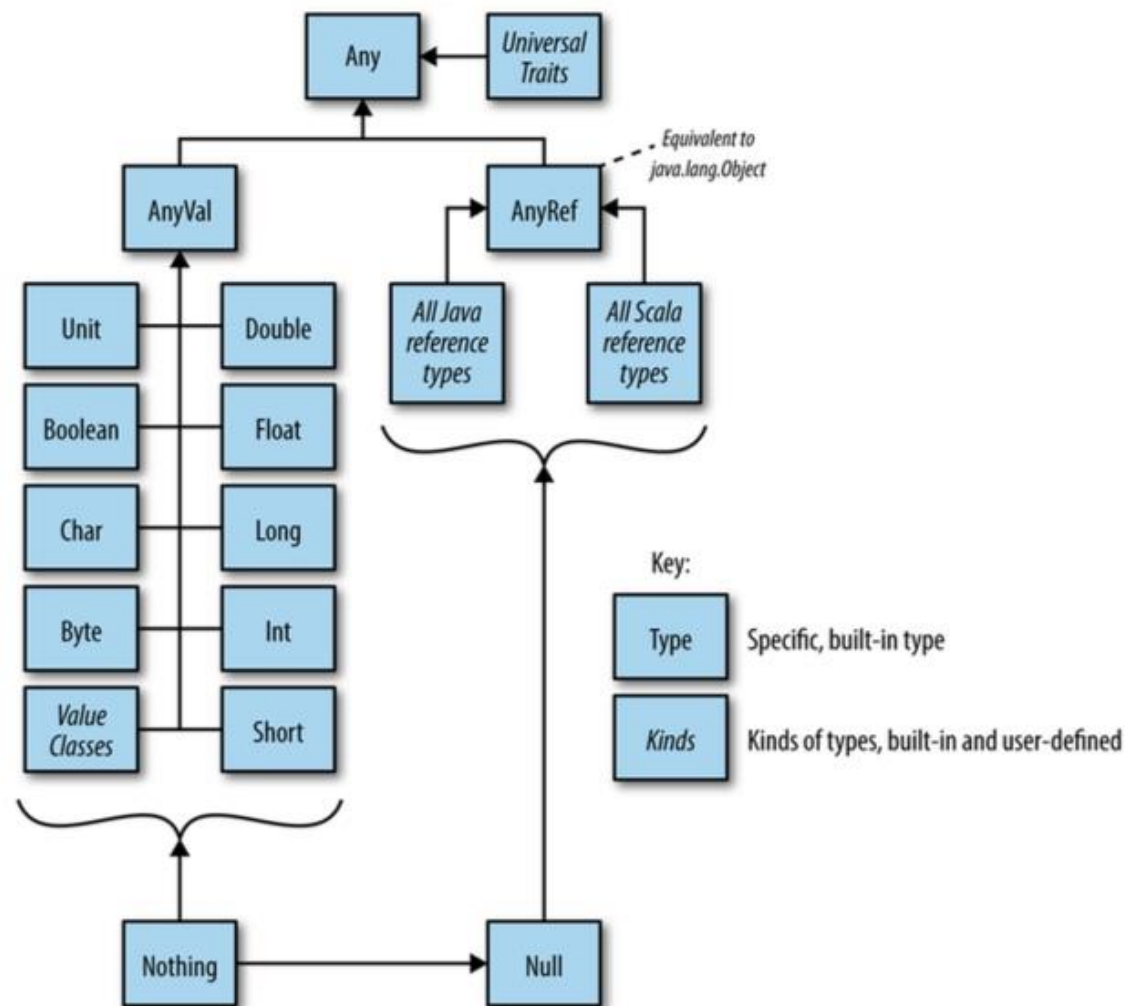 Any
Universal
Traits
Equivalent to
java.lang.Object
AnyVal
AnyRef
Unit
Double
All Java
reference
types
All Scala
reference
types
Boolean
Float
Char
Long
Byte
Int
Value
Classes
Short
Key:
Type
Specific, built-in type
Kinds
Kinds of types, built-in and user-defined
Nothing
Null